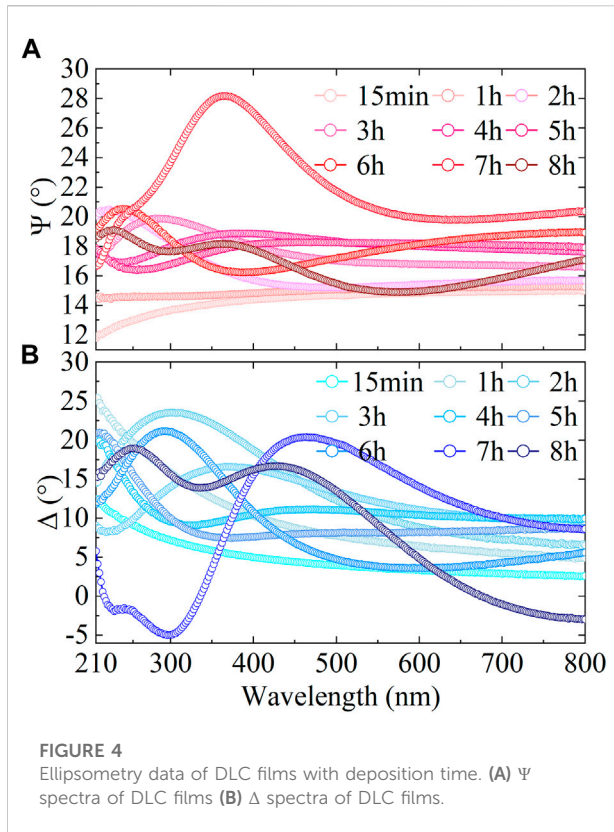 A
30
28
26
24
22
20
18
16
14
12
Ψ (°)
15min 1h 2h
3h 4h 5h
6h 7h 8h
B
30
25
20
15
10
5
0
-5
Δ (°)
15min 1h 2h
3h 4h 5h
6h 7h 8h
210 300 400 500 600 700 800
Wavelength (nm)
FIGURE 4
Ellipsometry data of DLC films with deposition time. (A) Ψ
spectra of DLC films (B) Δ spectra of DLC films.